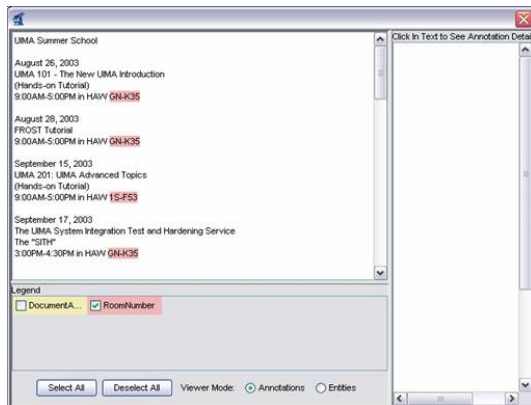 UIMA Summer School
August 26, 2003
UIMA 101 - The New UIMA Introduction
(Hands-on Tutorial)
9:00AM-5:00PM in HAW GN-K35
August 28, 2003
FROST Tutorial
9:00AM-5:00PM in HAW GN-K35
September 15, 2003
UIMA 201: UIMA Advanced Topics
(Hands-on Tutorial)
9:00AM-5:00PM in HAW 1S-F53
September 17, 2003
The UIMA System Integration Test and Hardening Service
The "SITH"
3:00PM-4:30PM in HAW GN-K35
Click In Text to See Annotation Detai
Legend
DocumentA... RoomNumber
Select All Deselect All Viewer Mode: Annotations Entities